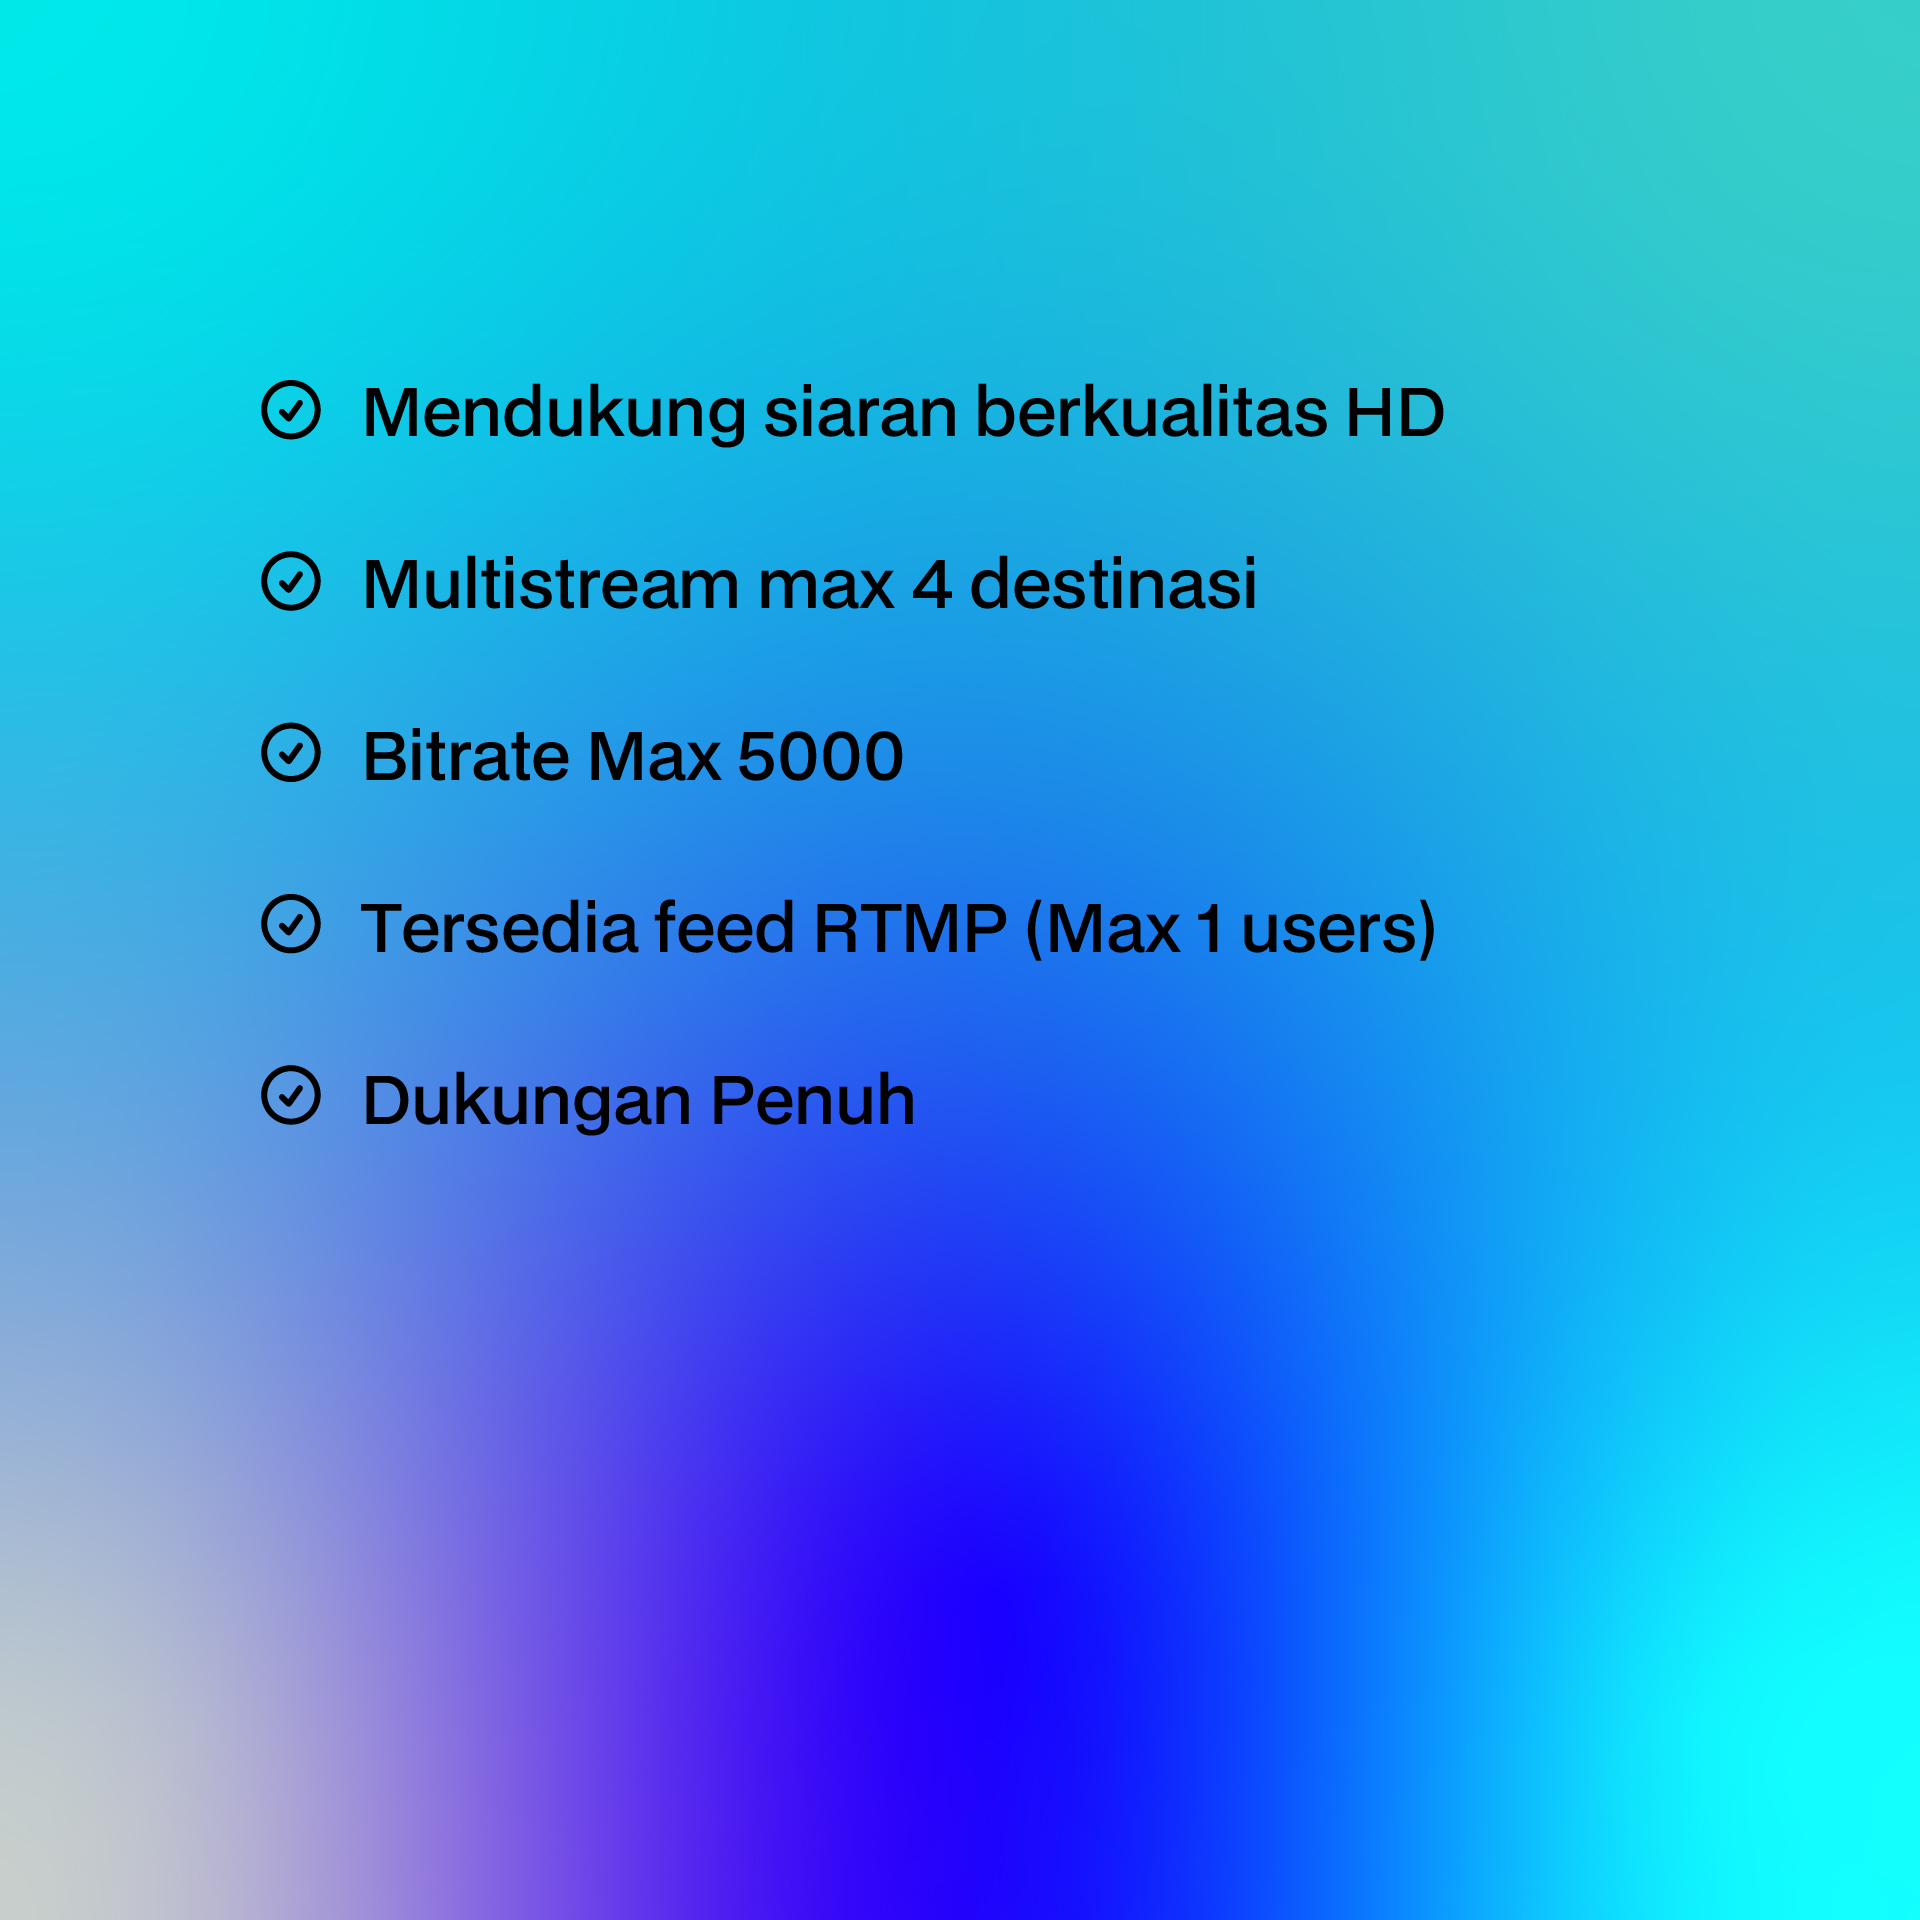 Mendukung siaran berkualitas HD
Multistream max 4 destinasi
Bitrate Max 5000
Tersedia feed RTMP (Max 1 users)
Dukungan Penuh